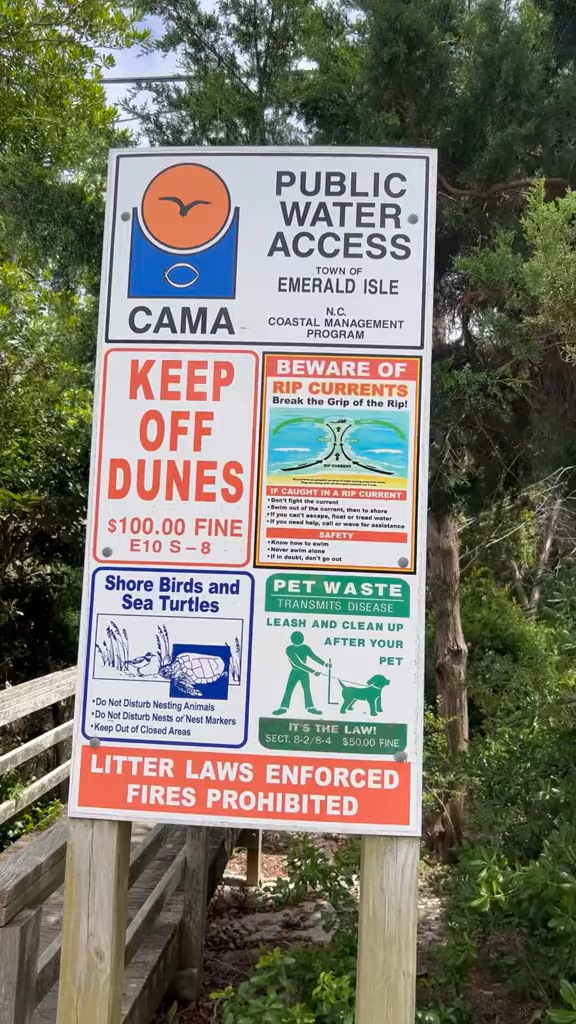 CAMA
PUBLIC
WATER
ACCESS
TOWN OF
EMERALD ISLE
N.C.
COASTAL MANAGEMENT
PROGRAM
KEEP
OFF
DUNES
$100.00 FINE
E10 S-8
BEWARE OF
RIP CURRENTS
Break the Grip of the Rip!
RIP CURRENT
IF CAUGHT IN A RIP CURRENT
• Don't fight the current
• Swim out of the current, then to shore
• If you can't escape, float or tread water
• If you need help, call or wave for assistance
SAFETY
• Know how to swim
• Never swim alone
• If in doubt, don't go out
Shore Birds and
Sea Turtles
• Do Not Disturb Nesting Animals
• Do Not Disturb Nests or Nest Markers
• Keep Out of Closed Areas
PET WASTE
TRANSMITS DISEASE
LEASH AND CLEAN UP
AFTER YOUR
PET
IT'S THE LAW!
SECT. 8-2/8-4 $50.00 FINE
LITTER LAWS ENFORCED
FIRES PROHIBITED